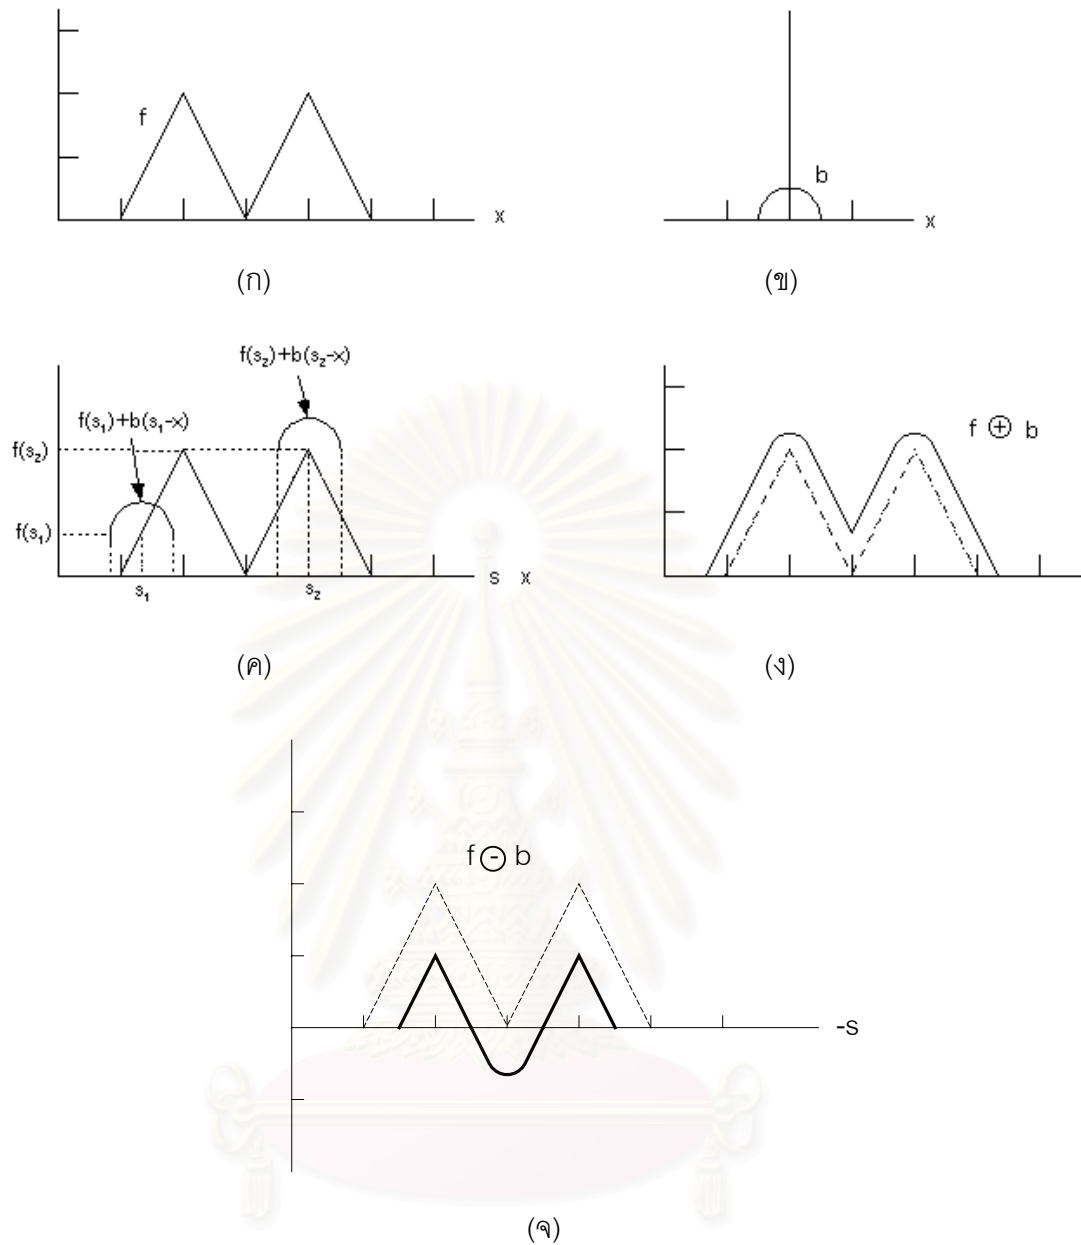 f
x
(ก)
b
x
(ข)
f(s₂)+b(s₂-x)
f(s₁)+b(s₁-x)
f(s₂)
f(s₁)
s₁
s₂
s x
(ค)
f ⊕ b
(ง)
f ⊖ b
-s
(จ)